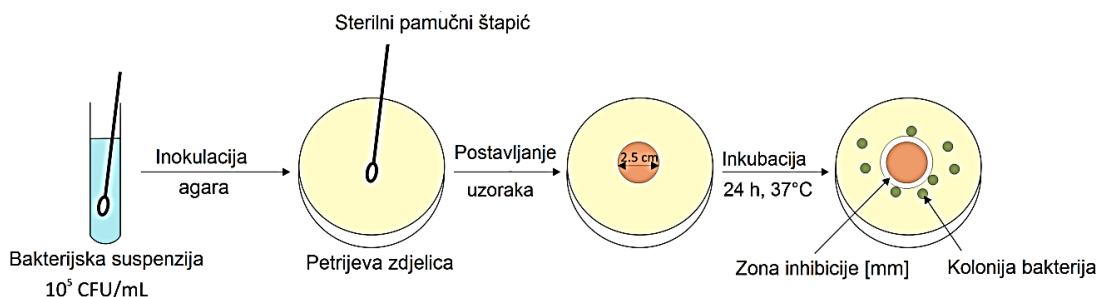 Sterilni pamučni štapić
Inokulacija
agara
Postavljanje
uzoraka
2.5 cm
Inkubacija
24 h, 37°C
Bakterijska suspenzija
10⁵ CFU/mL
Petrijeva zdjelica
Zona inhibicije [mm]
Kolonija bakterija